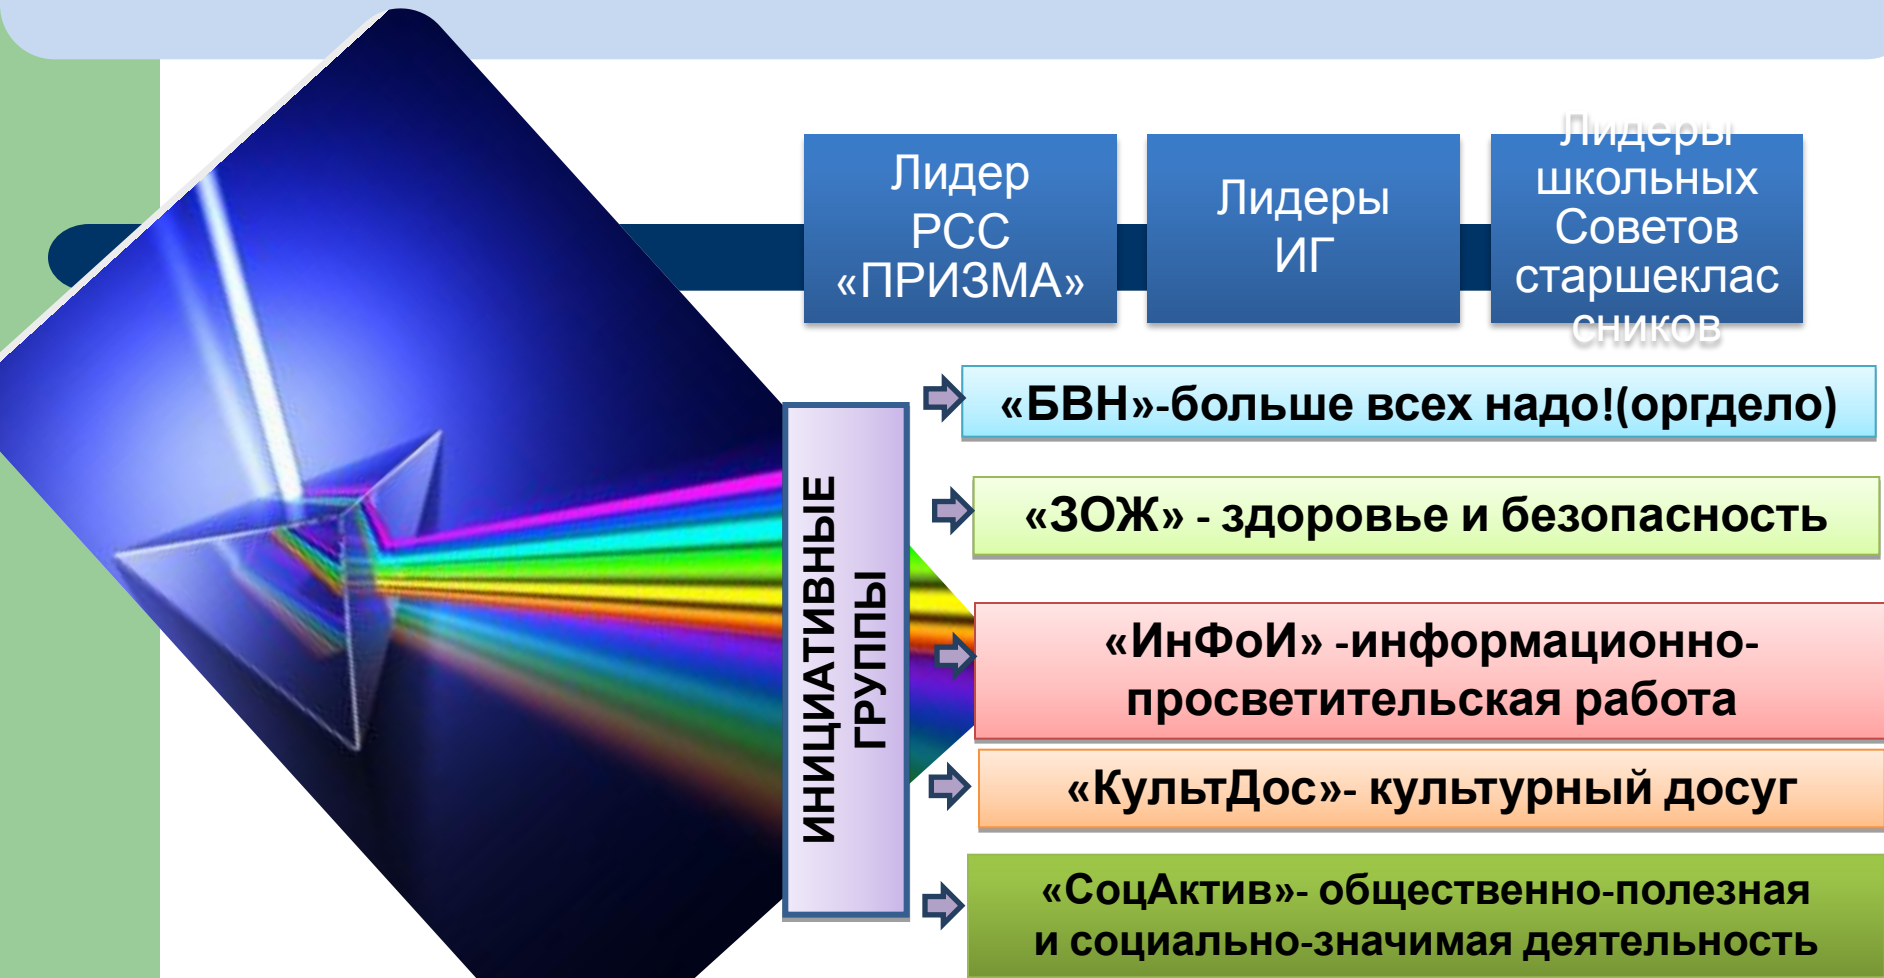 Лидер
РСС
«ПРИЗМА»
Лидеры
ИГ
Лидеры
школьных
Советов
старшеклас
сников
ИНИЦИАТИВНЫЕ
ГРУППЫ
«БВН»-больше всех надо!(оргдело)
«ЗОЖ» - здоровье и безопасность
«ИнФоИ» -информационно-
просветительская работа
«КультДос»- культурный досуг
«СоцАктив»- общественно-полезная
и социально-значимая деятельность